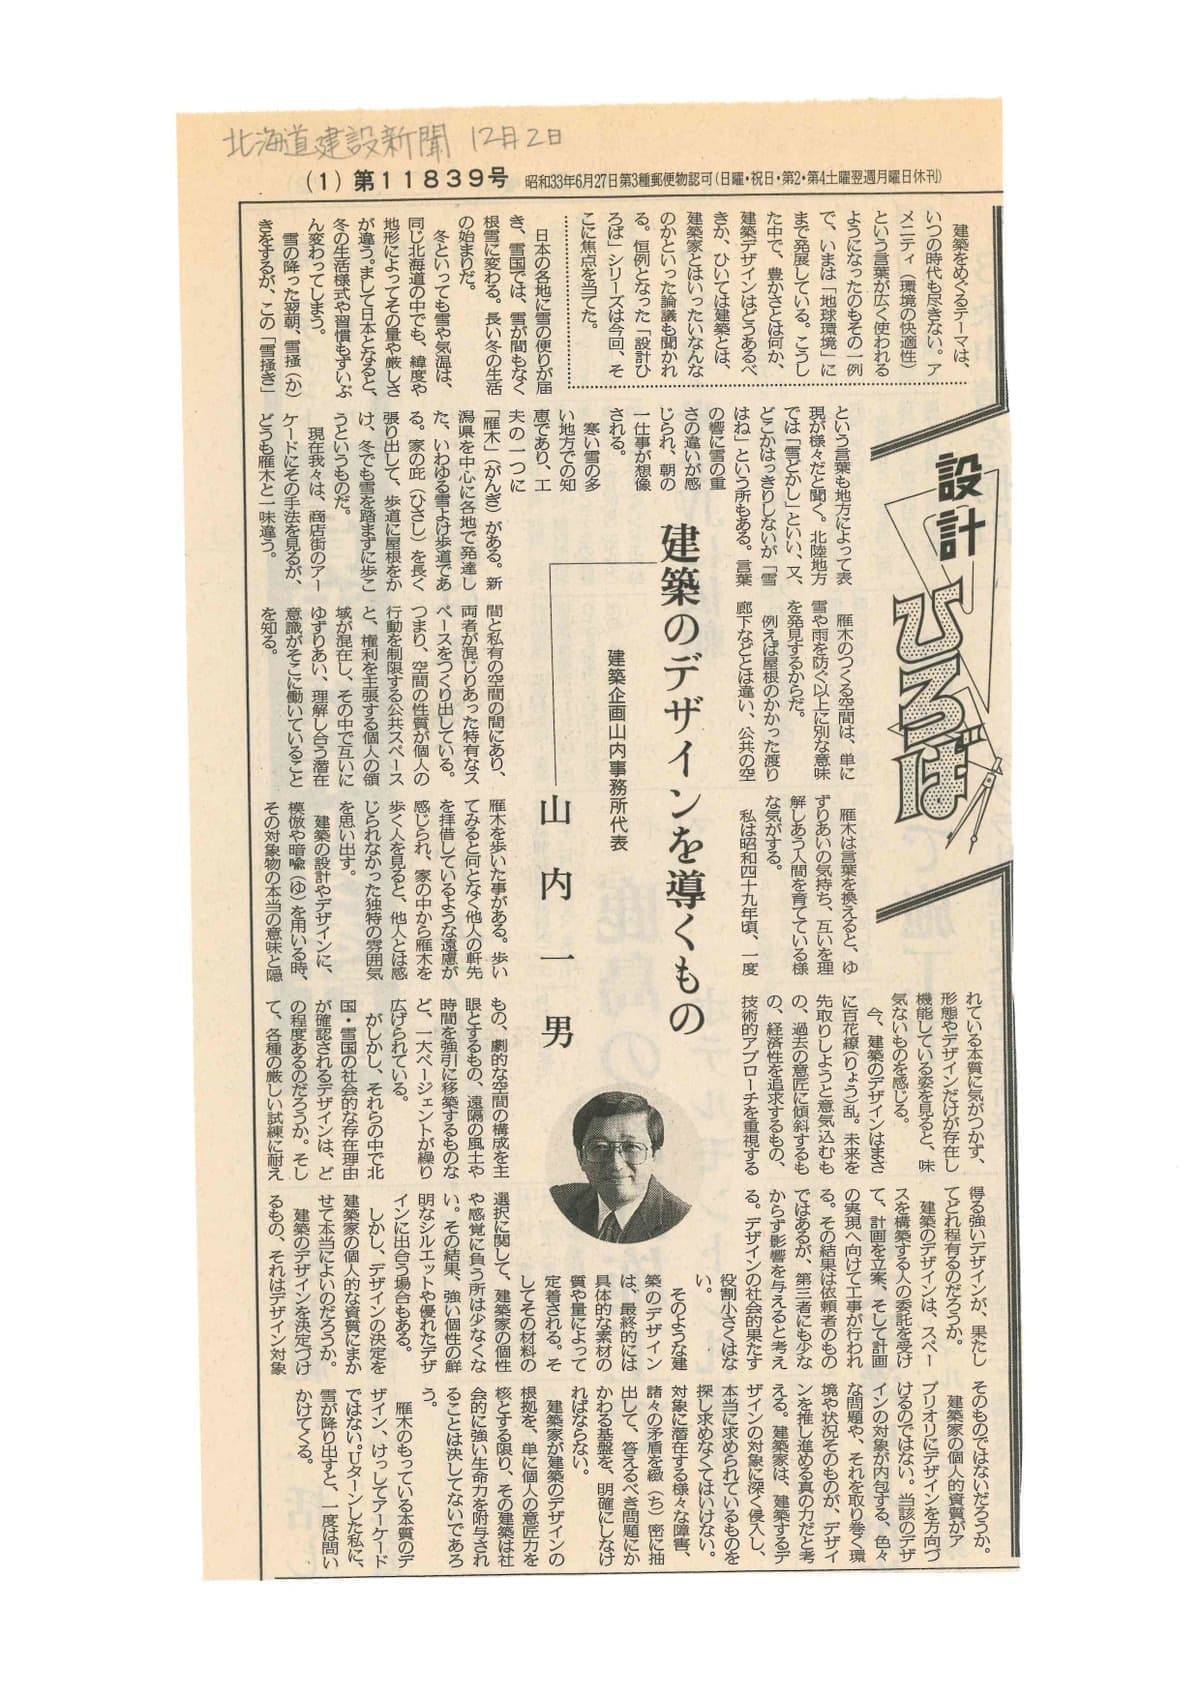 北海道建設新聞 12月2日
(1) 第11839号 昭和33年6月27日第3種郵便物認可(日曜・祝日・第2・第4土曜翌週月曜日休刊)
設計ひろば
建築をめぐるテーマは、
いつの時代も尽きない。ア
メニティ（環境の快適性）
という言葉が広く使われる
ようになったのもその一例
で、いまは「地球環境」に
まで発展している。こうし
た中で、豊かさとは何か、
建築デザインはどうあるべ
きか、ひいては建築とは、
建築家とはいったいなんな
のかといった論議も聞かれ
る。恒例となった「設計ひ
ろば」シリーズは今回、そ
こに焦点を当てた。
建築のデザインを導くもの
建築企画山内事務所代表
山内一男
日本の各地に雪の便りが届
き、雪国では、雪が間もなく
根雪に変わる。長い冬の生活
の始まりだ。
冬といっても雪や気温は、
同じ北海道の中でも、緯度や
地形によってその量や厳しさ
が違う。まして日本となると、
冬の生活様式や習慣もずいぶ
ん変わってしまう。
雪の降った翌朝、雪掻（か）
きをするが、この「雪掻き」
という言葉も地方によって表
現が様々だと聞く。北陸地方
では「雪どかし」といい、又、
どこかはっきりしないが「雪
はね」という所もある。言葉
の響に雪の重
さの違いが感
じられ、朝の
一仕事が想像
される。
寒い雪の多
い地方での知
恵であり、工
夫の一つに
「雁木」（がんぎ）がある。新
潟県を中心に各地で発達し
た、いわゆる雪よけ歩道であ
る。家の庇（ひさし）を長く
張り出して、歩道に屋根をか
け、冬でも雪を踏まずに歩こ
うというものだ。
現在我々は、商店街のアー
ケードにその手法を見るが、
どうも雁木と一味違う。
雁木のつくる空間は、単に
雪や雨を防ぐ以上に別な意味
を発見するからだ。
例えば屋根のかかった渡り
廊下などとは違い、公共の空
間と私有の空間の間にあり、
両者が混じりあった特有なス
ペースをつくり出している。
つまり、空間の性質が個人の
行動を制限する公共スペース
と、権利を主張する個人の領
域が混在し、その中で互いに
ゆずりあい、理解し合う潜在
意識がそこに働いていること
を知る。
雁木は言葉を換えると、ゆ
ずりあいの気持ち、互いを理
解しあう人間を育てている様
な気がする。
私は昭和四十九年頃、一度
雁木を歩いた事がある。歩い
てみると何となく他人の軒先
を拝借しているような遠慮が
感じられ、家の中から雁木を
歩く人を見ると、他人とは感
じられなかった独特の雰囲気
を思い出す。
建築の設計やデザインに、
模倣や暗喩（ゆ）を用いる時、
その対象物の本当の意味と隠
れている本質に気がつかず、
形態やデザインだけが存在し
機能している姿を見ると、味
気ないものを感じる。
今、建築のデザインはまさ
に百花繚（りょう）乱。未来を
先取りしようと意気込むも
の、過去の意匠に傾斜するも
の、経済性を追求するもの、
技術的アプローチを重視する
もの、劇的な空間の構成を主
眼とするもの、遠隔の風土や
時間を強引に移築するものな
ど、一大ページェントが繰り
広げられている。
がしかし、それらの中で北
国・雪国の社会的な存在理由
が確認されるデザインは、ど
の程度あるのだろうか。そし
て、各種の厳しい試練に耐え
得る強いデザインが、果たし
てどれ程有るのだろうか。
建築のデザインは、スペー
スを構築する人の委託を受け
て、計画を立案、そして計画
の実現へ向けて工事が行われ
る。その結果は依頼者のもの
ではあるが、第三者にも少な
からず影響を与えると考え
る。デザインの社会的果たす
役割小さくはな
い。
そのような建
築のデザイン
は、最終的には
具体的な素材の
質や量によって
定着される。そ
してその材料の
選択に関して、建築家の個性
や感覚に負う所は少なくな
い。その結果、強い個性の鮮
明なシルエットや優れたデザ
インに出合う場合もある。
しかし、デザインの決定を
建築家の個人的な資質にまか
せて本当によいのだろうか。
建築のデザインを決定づけ
るもの、それはデザイン対象
そのものではないだろうか。
建築家の個人的資質がア
プリオリにデザインを方向づ
けるのではない。当該のデザ
インの対象が内包する、色々
な問題や、それを取り巻く環
境や状況そのものが、デザイ
ンを推し進める真の力だと考
える。建築家は、建築するデ
ザインの対象に深く侵入し、
本当に求められているものを
探し求めなくてはいけない。
対象に潜在する様々な障害、
諸々の矛盾を緻（ち）密に抽
出して、答えるべき問題にか
かわる基盤を、明確にしなけ
ればならない。
建築家が建築のデザインの
根拠を、単に個人の意匠力を
核とする限り、その建築は社
会的に強い生命力を附与され
ることは決してないであろ
う。
雁木のもっている本質のデ
ザイン、けっしてアーケード
ではない。Uターンした私に、
雪が降り出すと、一度は問い
かけてくる。